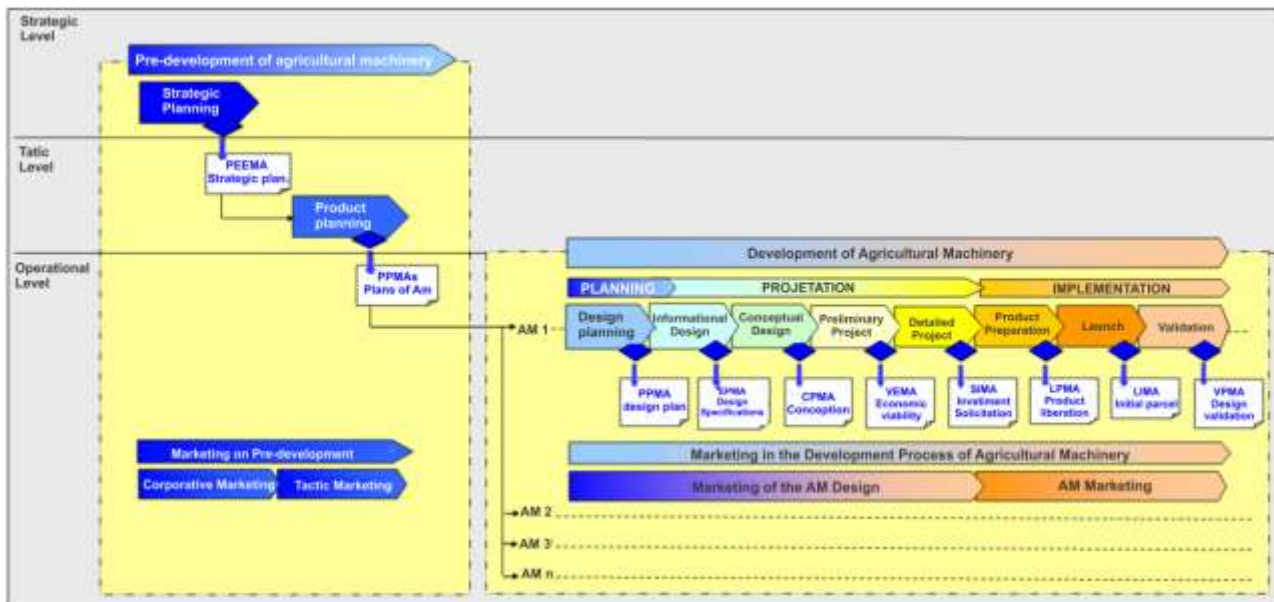 Strategic
Level
Pre-development of agricultural machinery
Strategic
Planning
Tatic
Level
PEEMA
Strategic plan.
Product
planning
Operational
Level
PPMAs
Plans of Am
Development of Agricultural Machinery
PLANNING
PROJETATION
IMPLEMENTATION
AM 1
Design
planning
Informational
Design
Conceptual
Design
Preliminary
Project
Detailed
Project
Product
Preparation
Launch
Validation
PPMA
design plan
SPMA
Design
Specifications
CPMA
Conception
VEMA
Economic
viability
SIMA
Invetiment
Solicitation
LPMA
Product
liberation
LIMA
Initial parcel
VPMA
Design
validation
Marketing on Pre-development
Corporative Marketing
Tactic Marketing
Marketing in the Development Process of Agricultural Machinery
Marketing of the AM Design
AM Marketing
AM 2
AM 3
AM n